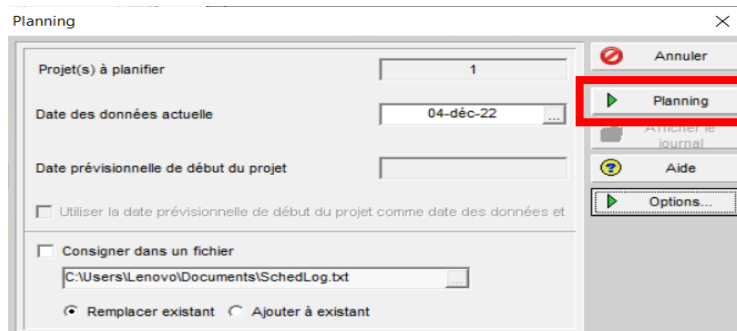 Planning
Projet(s) à planifier 1
Date des données actuelle 04-déc-22 ...
Date prévisionnelle de début du projet
Utiliser la date prévisionnelle de début du projet comme date des données et
Consigner dans un fichier
C:\Users\Lenovo\Documents\SchedLog.txt ...
Remplacer existant Ajouter à existant
Annuler
Planning
Afficher le
journal
Aide
Options...